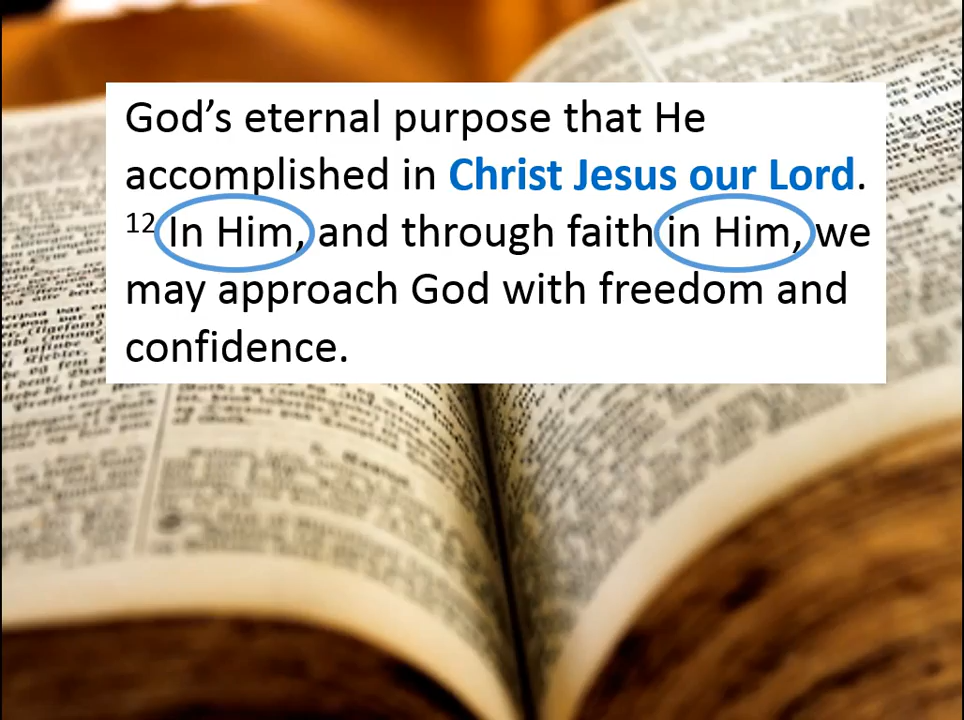 God’s eternal purpose that He
accomplished in Christ Jesus our Lord.
12 In Him, and through faith in Him, we
may approach God with freedom and
confidence.